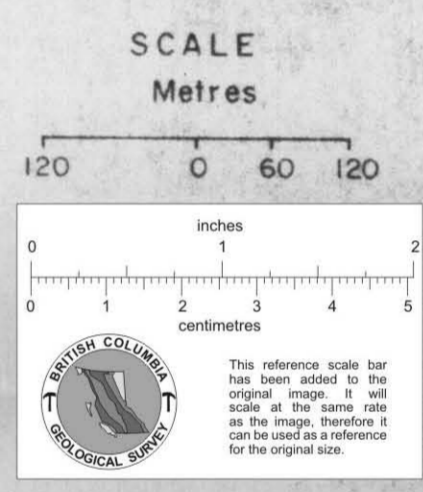 SCALE
Metres
120 0 60 120
inches
0 1 2
0 1 2 3 4 5
centimetres
BRITISH COLUMBIA
GEOLOGICAL SURVEY
This reference scale bar
has been added to the
original image. It will
scale at the same rate
as the image, therefore it
can be used as a reference
for the original size.